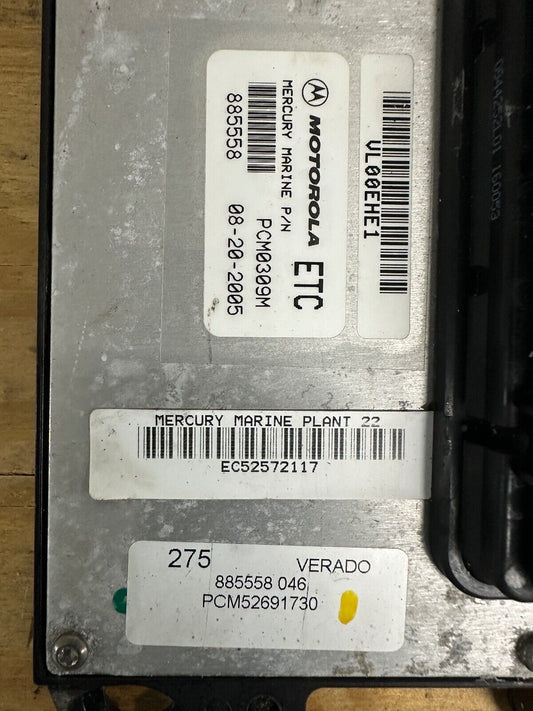 VL00EHE1
MOTOROLA ETC
MERCURY MARINE P/N
885558
PCM0309M
08-20-2005
MERCURY MARINE PLANT 22
EC52572117
275 VERADO
885558 046
PCM52691730